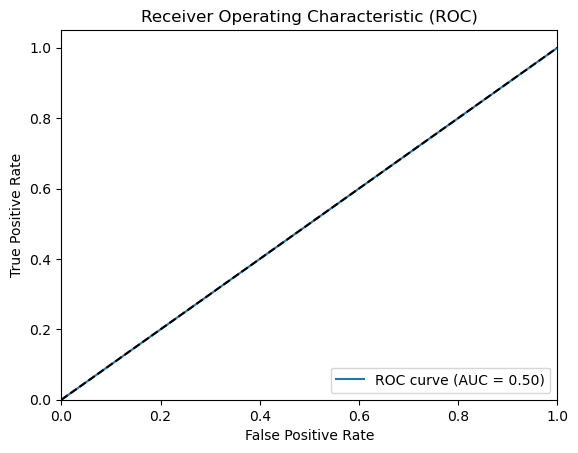 Receiver Operating Characteristic (ROC)
True Positive Rate
1.0
0.8
0.6
0.4
0.2
0.0
ROC curve (AUC = 0.50)
0.0 0.2 0.4 0.6 0.8 1.0
False Positive Rate